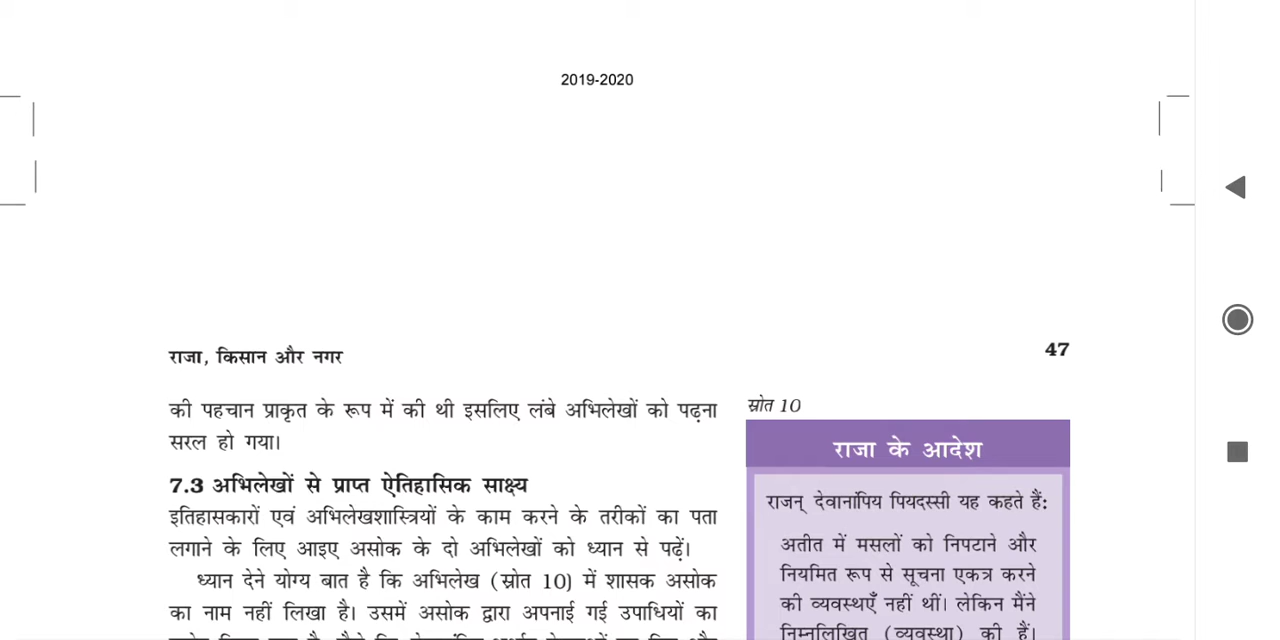 2019-2020
राजा, किसान और नगर
47
की पहचान प्राकृत के रूप में की थी इसलिए लंबे अभिलेखों को पढ़ना
सरल हो गया।
7.3 अभिलेखों से प्राप्त ऐतिहासिक साक्ष्य
इतिहासकारों एवं अभिलेखशास्त्रियों के काम करने के तरीकों का पता
लगाने के लिए आइए असोक के दो अभिलेखों को ध्यान से पढ़ें।
ध्यान देने योग्य बात है कि अभिलेख (स्रोत 10) में शासक असोक
का नाम नहीं लिखा है। उसमें असोक द्वारा अपनाई गई उपाधियों का
स्रोत 10
राजा के आदेश
राजन् देवानांपिय पियदस्सी यह कहते हैं:
अतीत में मसलों को निपटाने और
नियमित रूप से सूचना एकत्र करने
की व्यवस्थाएँ नहीं थीं। लेकिन मैंने
निम्नलिखित (व्यवस्था) की है।